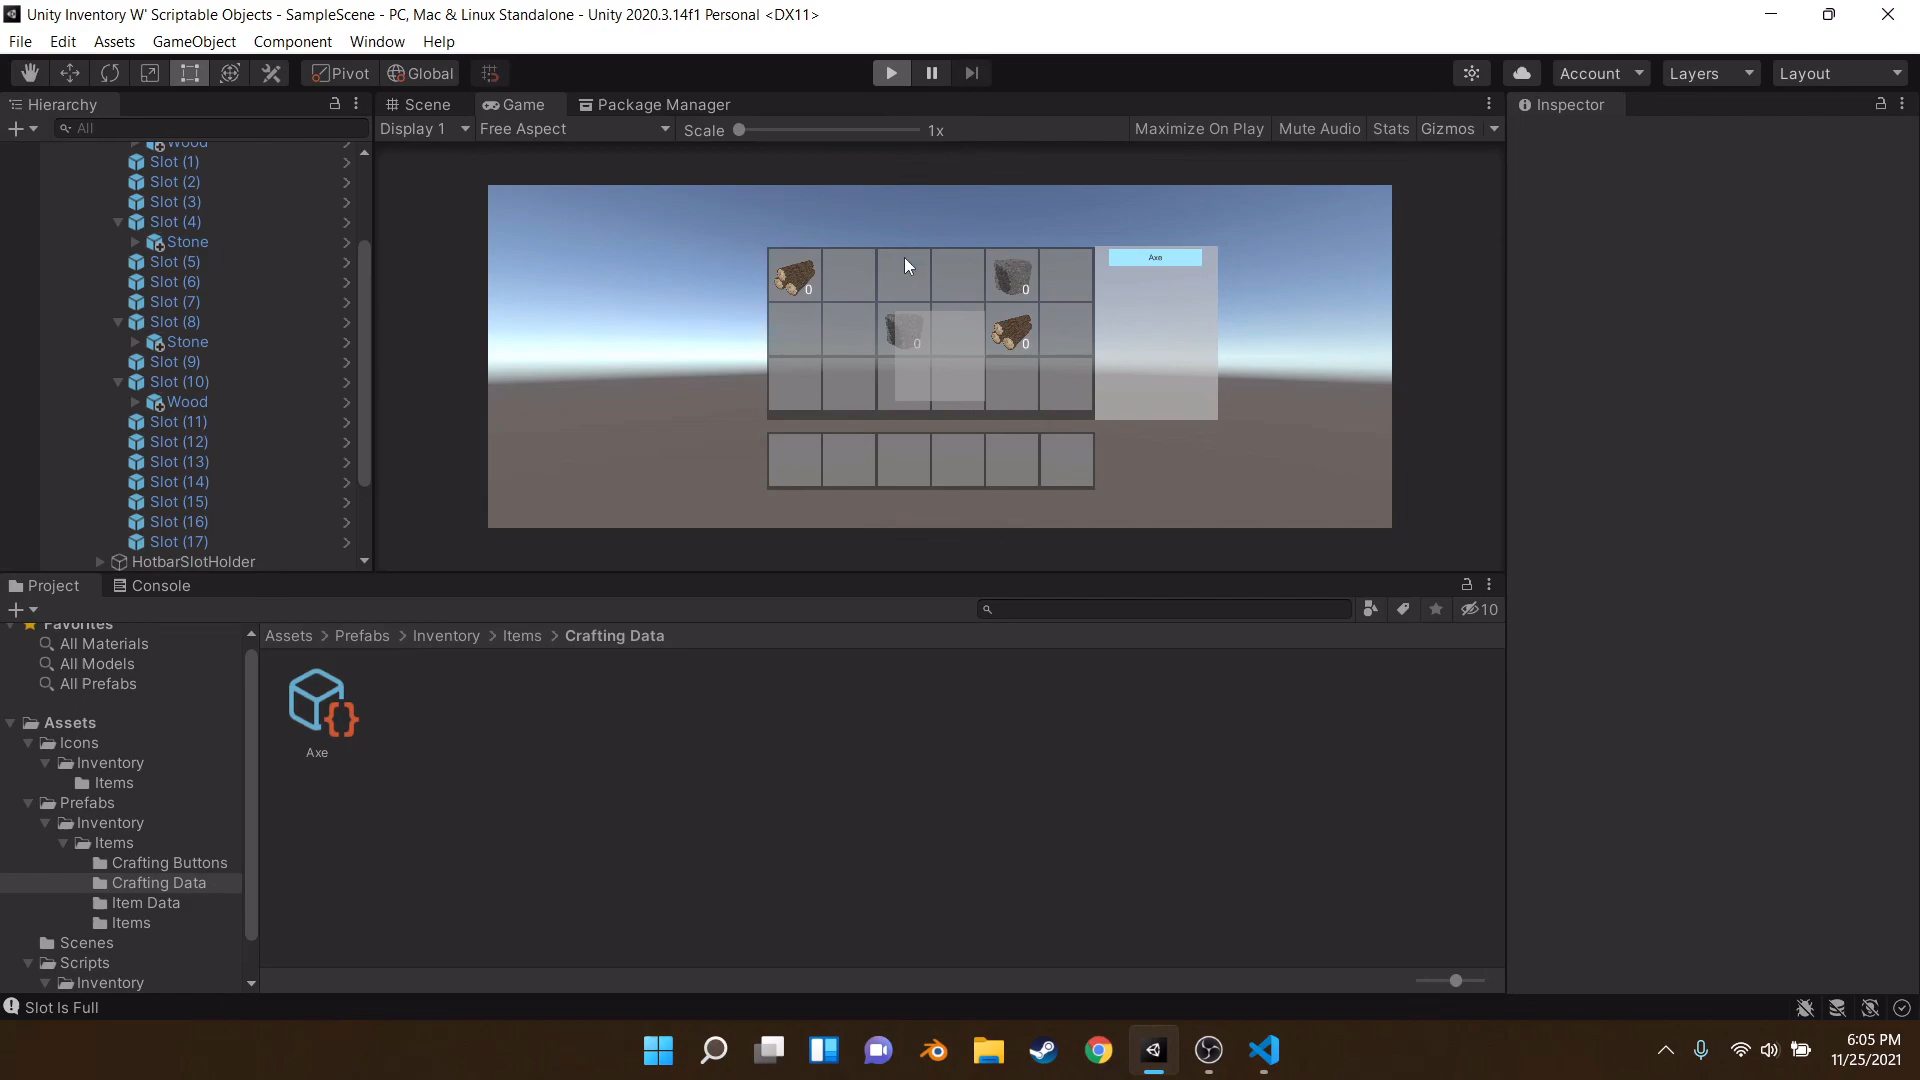 Unity Inventory W' Scriptable Objects - SampleScene - PC, Mac & Linux Standalone - Unity 2020.3.14f1 Personal <DX11>
File Edit Assets GameObject Component Window Help
Pivot Global Account Layers Layout
Hierarchy Scene Game Package Manager Inspector
All Display 1 Free Aspect Scale 1x Maximize On Play Mute Audio Stats Gizmos
Wood
Slot (1)
Slot (2)
Slot (3)
Slot (4)
Stone
Slot (5)
Slot (6)
Slot (7)
Slot (8)
Stone
Slot (9)
Slot (10)
Wood
Slot (11)
Slot (12)
Slot (13)
Slot (14)
Slot (15)
Slot (16)
Slot (17)
HotbarSlotHolder
Axe
0 0
0 0
Project Console
10
Favorites
All Materials
All Models
All Prefabs
Assets
Icons
Inventory
Items
Prefabs
Inventory
Items
Crafting Buttons
Crafting Data
Item Data
Items
Scenes
Scripts
Inventory
Assets > Prefabs > Inventory > Items > Crafting Data
Axe
Slot Is Full
6:05 PM
11/25/2021